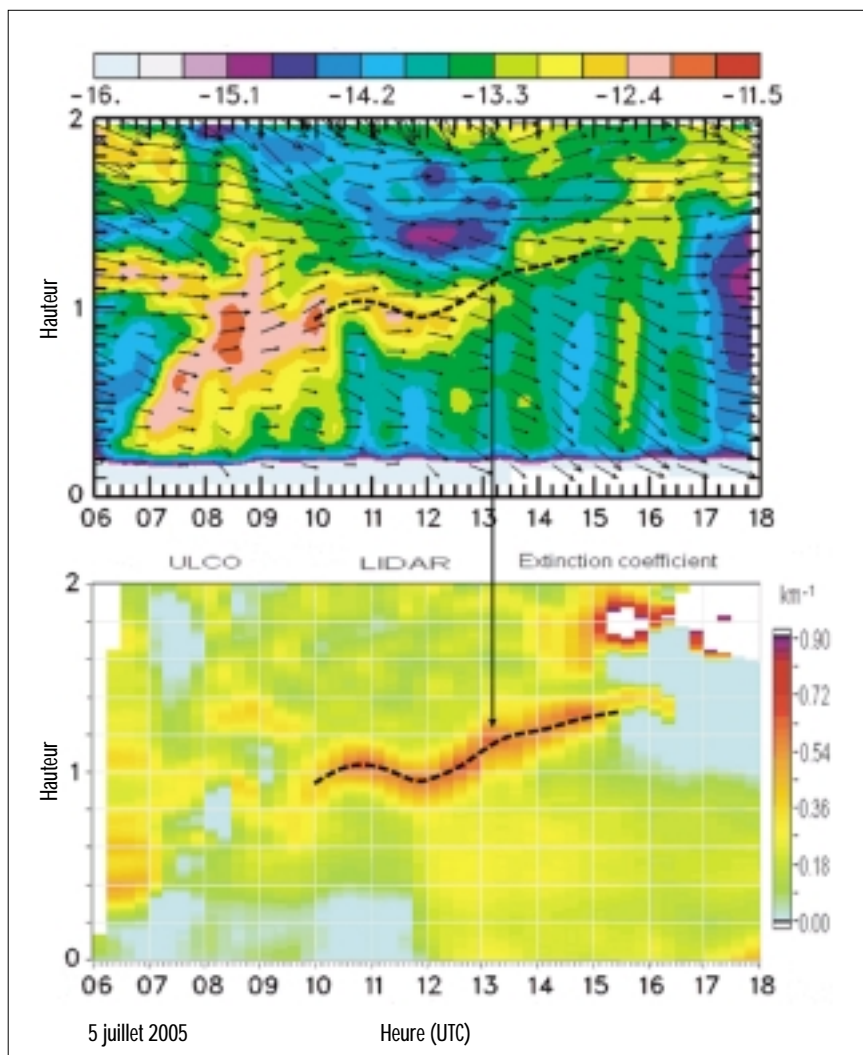 -16. -15.1 -14.2 -13.3 -12.4 -11.5
2
Hauteur
1
0
06 07 08 09 10 11 12 13 14 15 16 17 18
ULCO LIDAR Extinction coefficient
2
km⁻¹
0.90
0.72
Hauteur
1
0.54
0.36
0.18
0
0.00
06 07 08 09 10 11 12 13 14 15 16 17 18
5 juillet 2005 Heure (UTC)